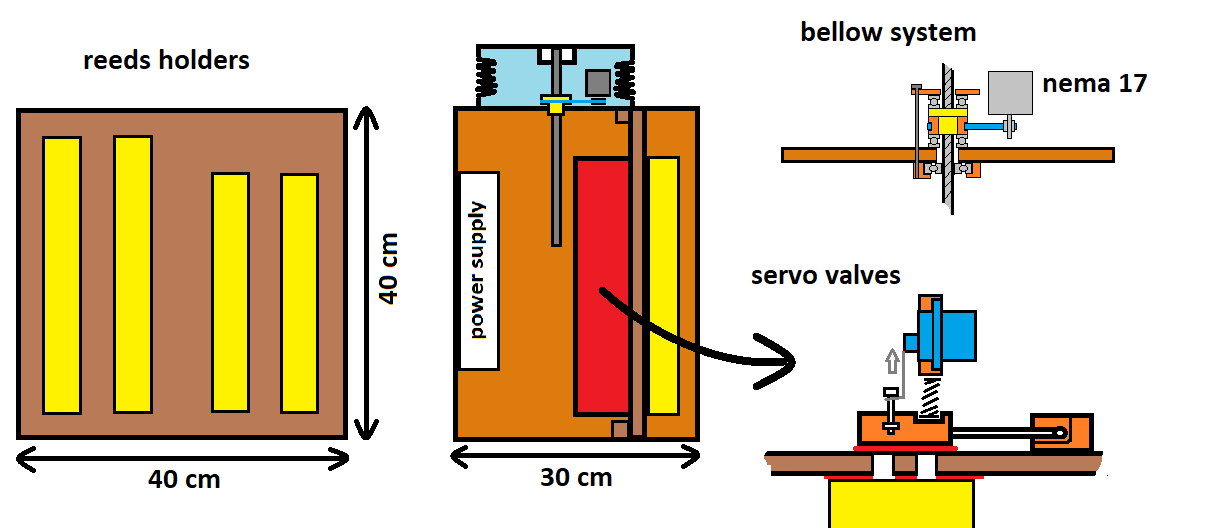 reeds holders
40 cm
40 cm
power supply
30 cm
bellow system
nema 17
servo valves